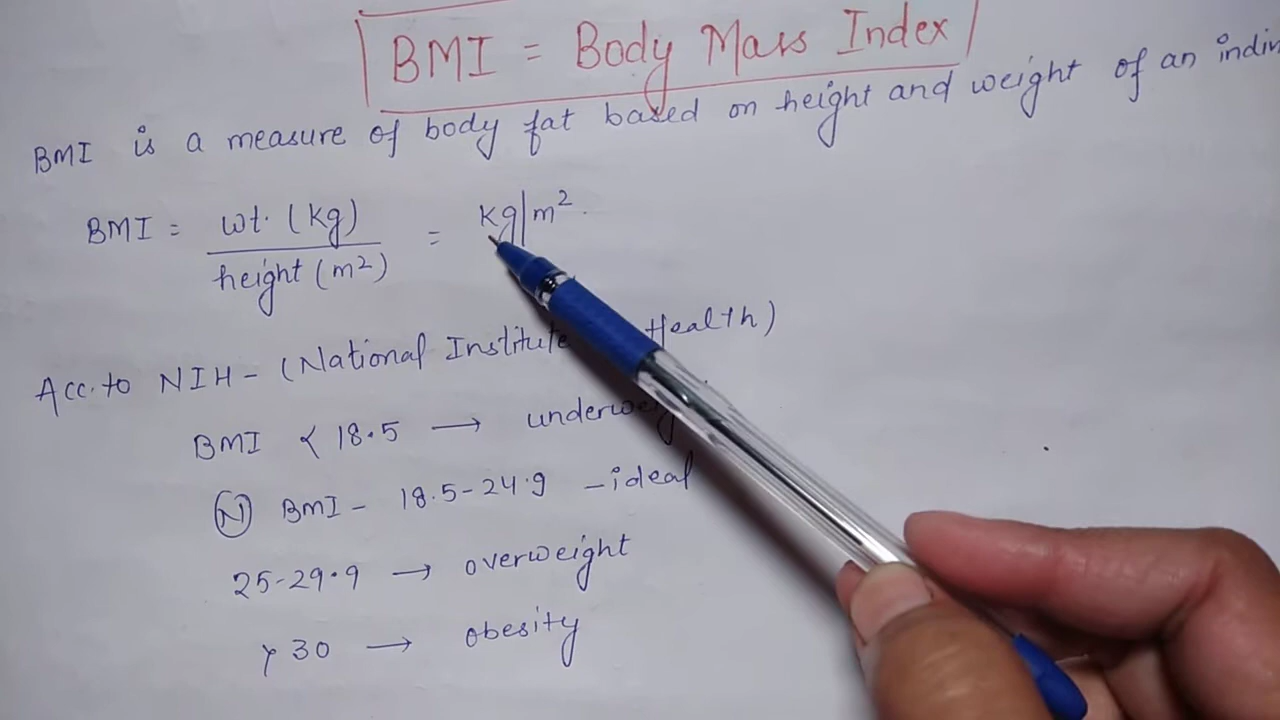 BMI = Body Mass Index
BMI is a measure of body fat based on height and weight of an
BMI = wt. (kg) = kg/m²
height (m²)
Acc. to NIH - (National Institute Health)
BMI < 18.5 →
(N) BMI - 18.5-24.9 - ideal
25-29.9 → overweight
> 30 → obesity